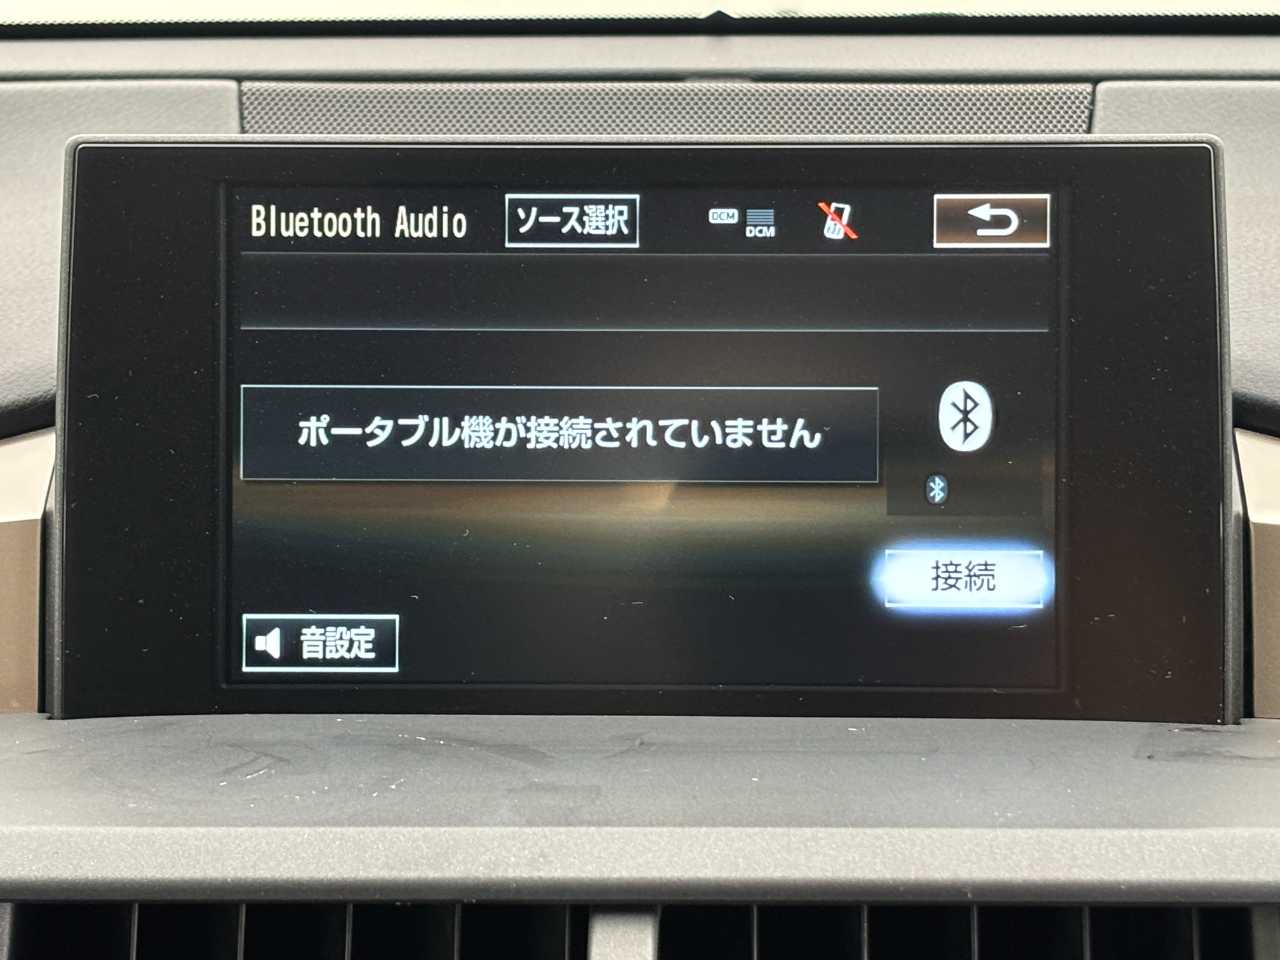 Bluetooth Audio
ソース選択
DCM
DCM
ポータブル機が接続されていません
接続
音設定